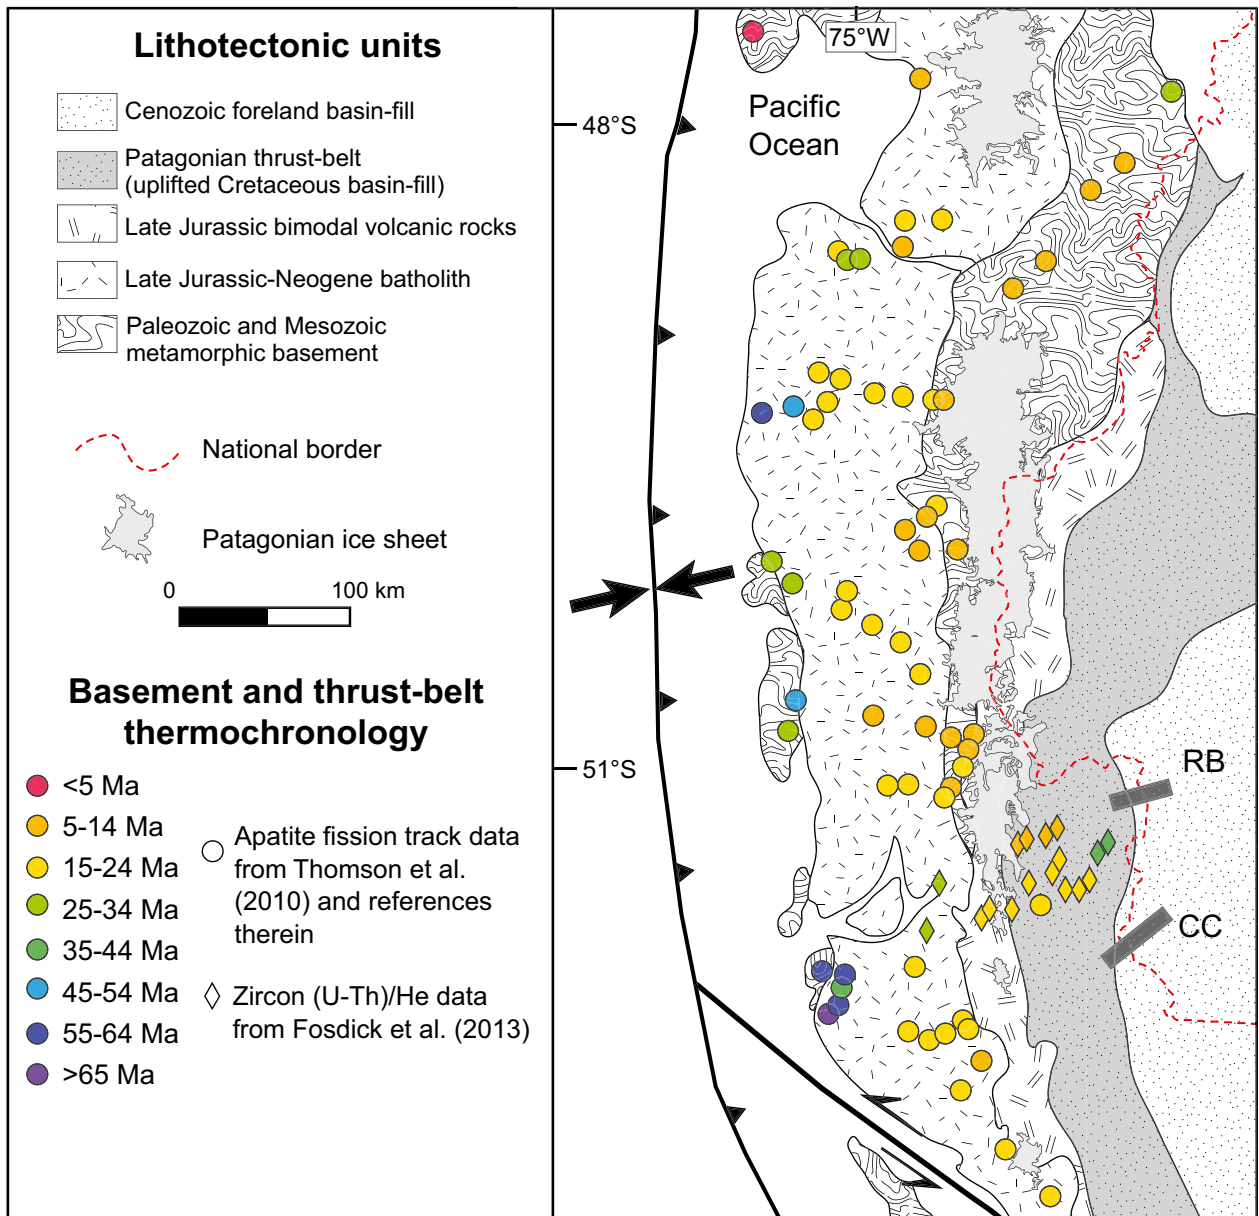 Lithotectonic units
Cenozoic foreland basin-fill
Patagonian thrust-belt
(uplifted Cretaceous basin-fill)
Late Jurassic bimodal volcanic rocks
Late Jurassic-Neogene batholith
Paleozoic and Mesozoic
metamorphic basement
National border
Patagonian ice sheet
0 100 km
Basement and thrust-belt
thermochronology
<5 Ma
5-14 Ma
15-24 Ma
25-34 Ma
35-44 Ma
45-54 Ma
55-64 Ma
>65 Ma
Apatite fission track data
from Thomson et al.
(2010) and references
therein
Zircon (U-Th)/He data
from Fosdick et al. (2013)
75°W
Pacific
Ocean
48°S
51°S
RB
CC